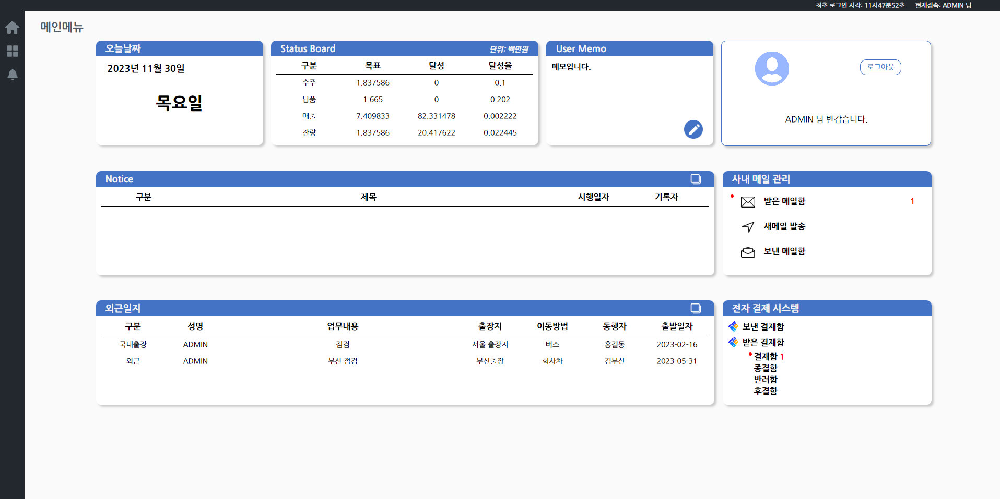 최초 로그인 시각: 11시47분52초 현재접속: ADMIN 님
메인메뉴
오늘날짜
2023년 11월 30일
목요일
Status Board 단위: 백만원
구분 목표 달성 달성율
수주 1.837586 0 0.1
납품 1.665 0 0.202
매출 7.409833 82.331478 0.002222
잔량 1.837586 20.417622 0.022445
User Memo
메모입니다.
로그아웃
ADMIN 님 반갑습니다.
Notice
구분 제목 시행일자 기록자
사내 메일 관리
받은 메일함 1
새메일 발송
보낸 메일함
외근일지
구분 성명 업무내용 출장지 이동방법 동행자 출발일자
국내출장 ADMIN 점검 서울 출장지 버스 홍길동 2023-02-16
외근 ADMIN 부산 점검 부산출장 회사차 김부산 2023-05-31
전자 결제 시스템
보낸 결재함
받은 결재함
결재함 1
종결함
반려함
후결함